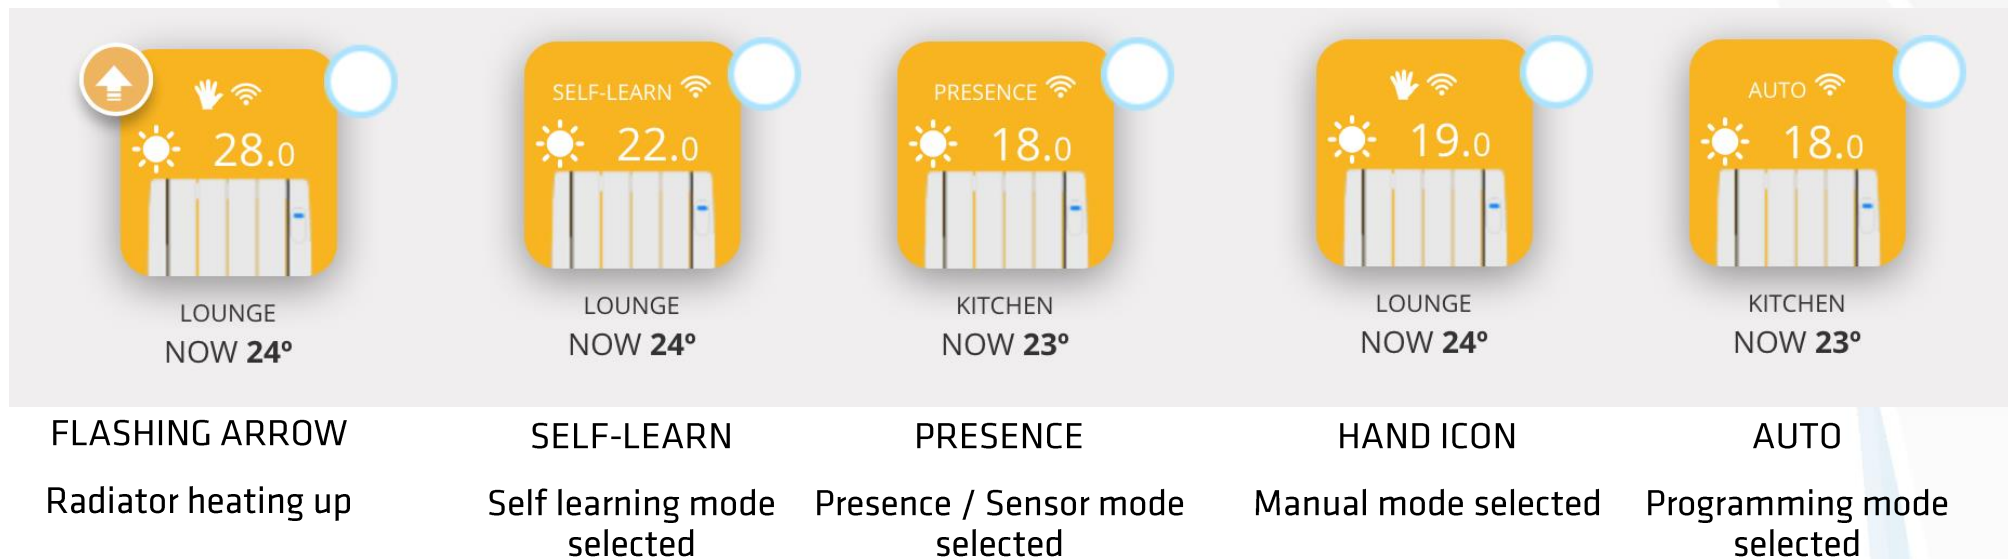 28.0
LOUNGE
NOW 24º
FLASHING ARROW
Radiator heating up
SELF-LEARN
22.0
LOUNGE
NOW 24º
SELF-LEARN
Self learning mode
selected
PRESENCE
18.0
KITCHEN
NOW 23º
PRESENCE
Presence / Sensor mode
selected
19.0
LOUNGE
NOW 24º
HAND ICON
Manual mode selected
AUTO
18.0
KITCHEN
NOW 23º
AUTO
Programming mode
selected